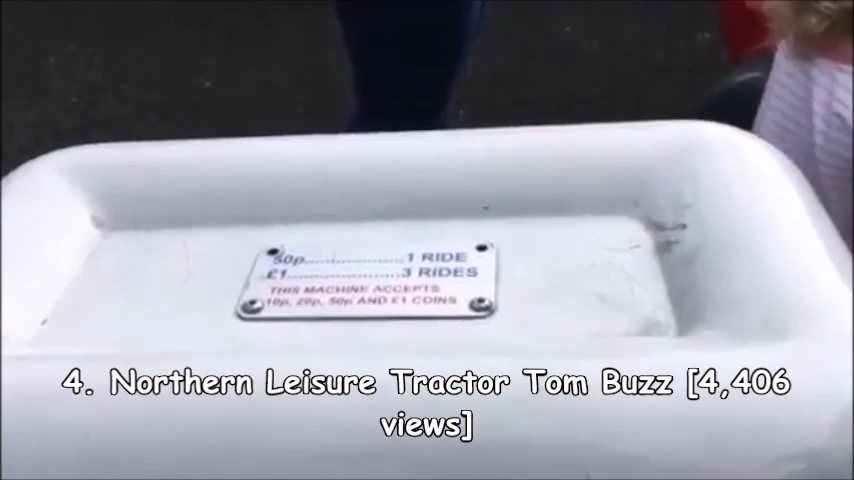 50p......................1 RIDE
£1.........................3 RIDES
THIS MACHINE ACCEPTS
10p, 20p, 50p AND £1 COINS
4. Northern Leisure Tractor Tom Buzz [4,406
views]